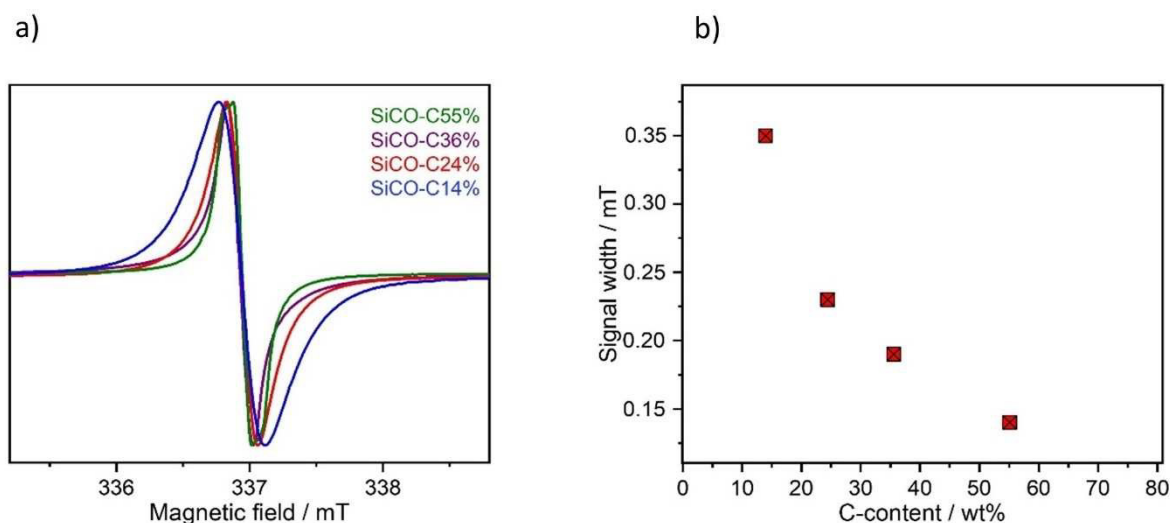 a)
SiCO-C55%
SiCO-C36%
SiCO-C24%
SiCO-C14%
336 337 338
Magnetic field / mT
b)
Signal width / mT
0.35
0.30
0.25
0.20
0.15
0 10 20 30 40 50 60 70 80
C-content / wt%